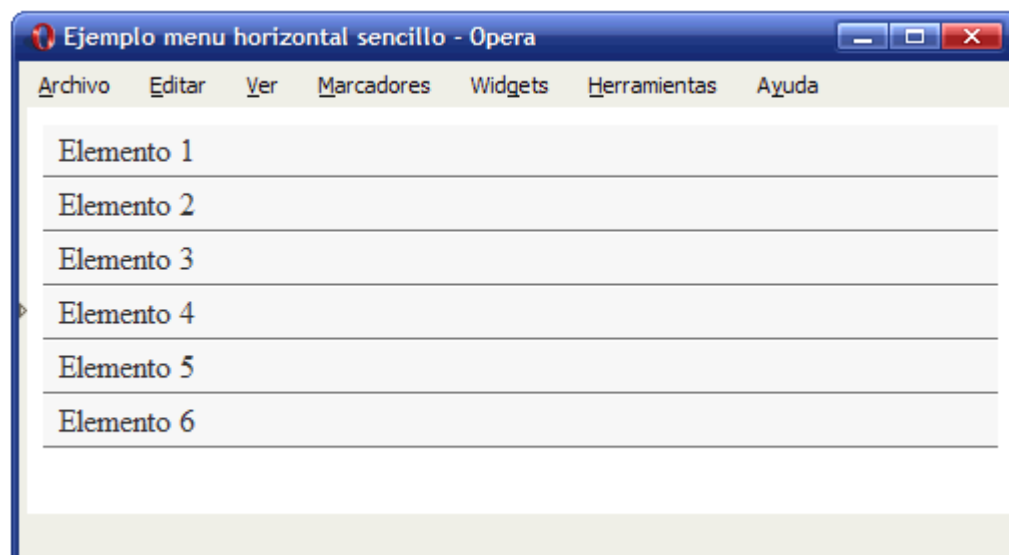 Ejemplo menu horizontal sencillo - Opera
Archivo Editar Ver Marcadores Widgets Herramientas Ayuda
Elemento 1
Elemento 2
Elemento 3
Elemento 4
Elemento 5
Elemento 6